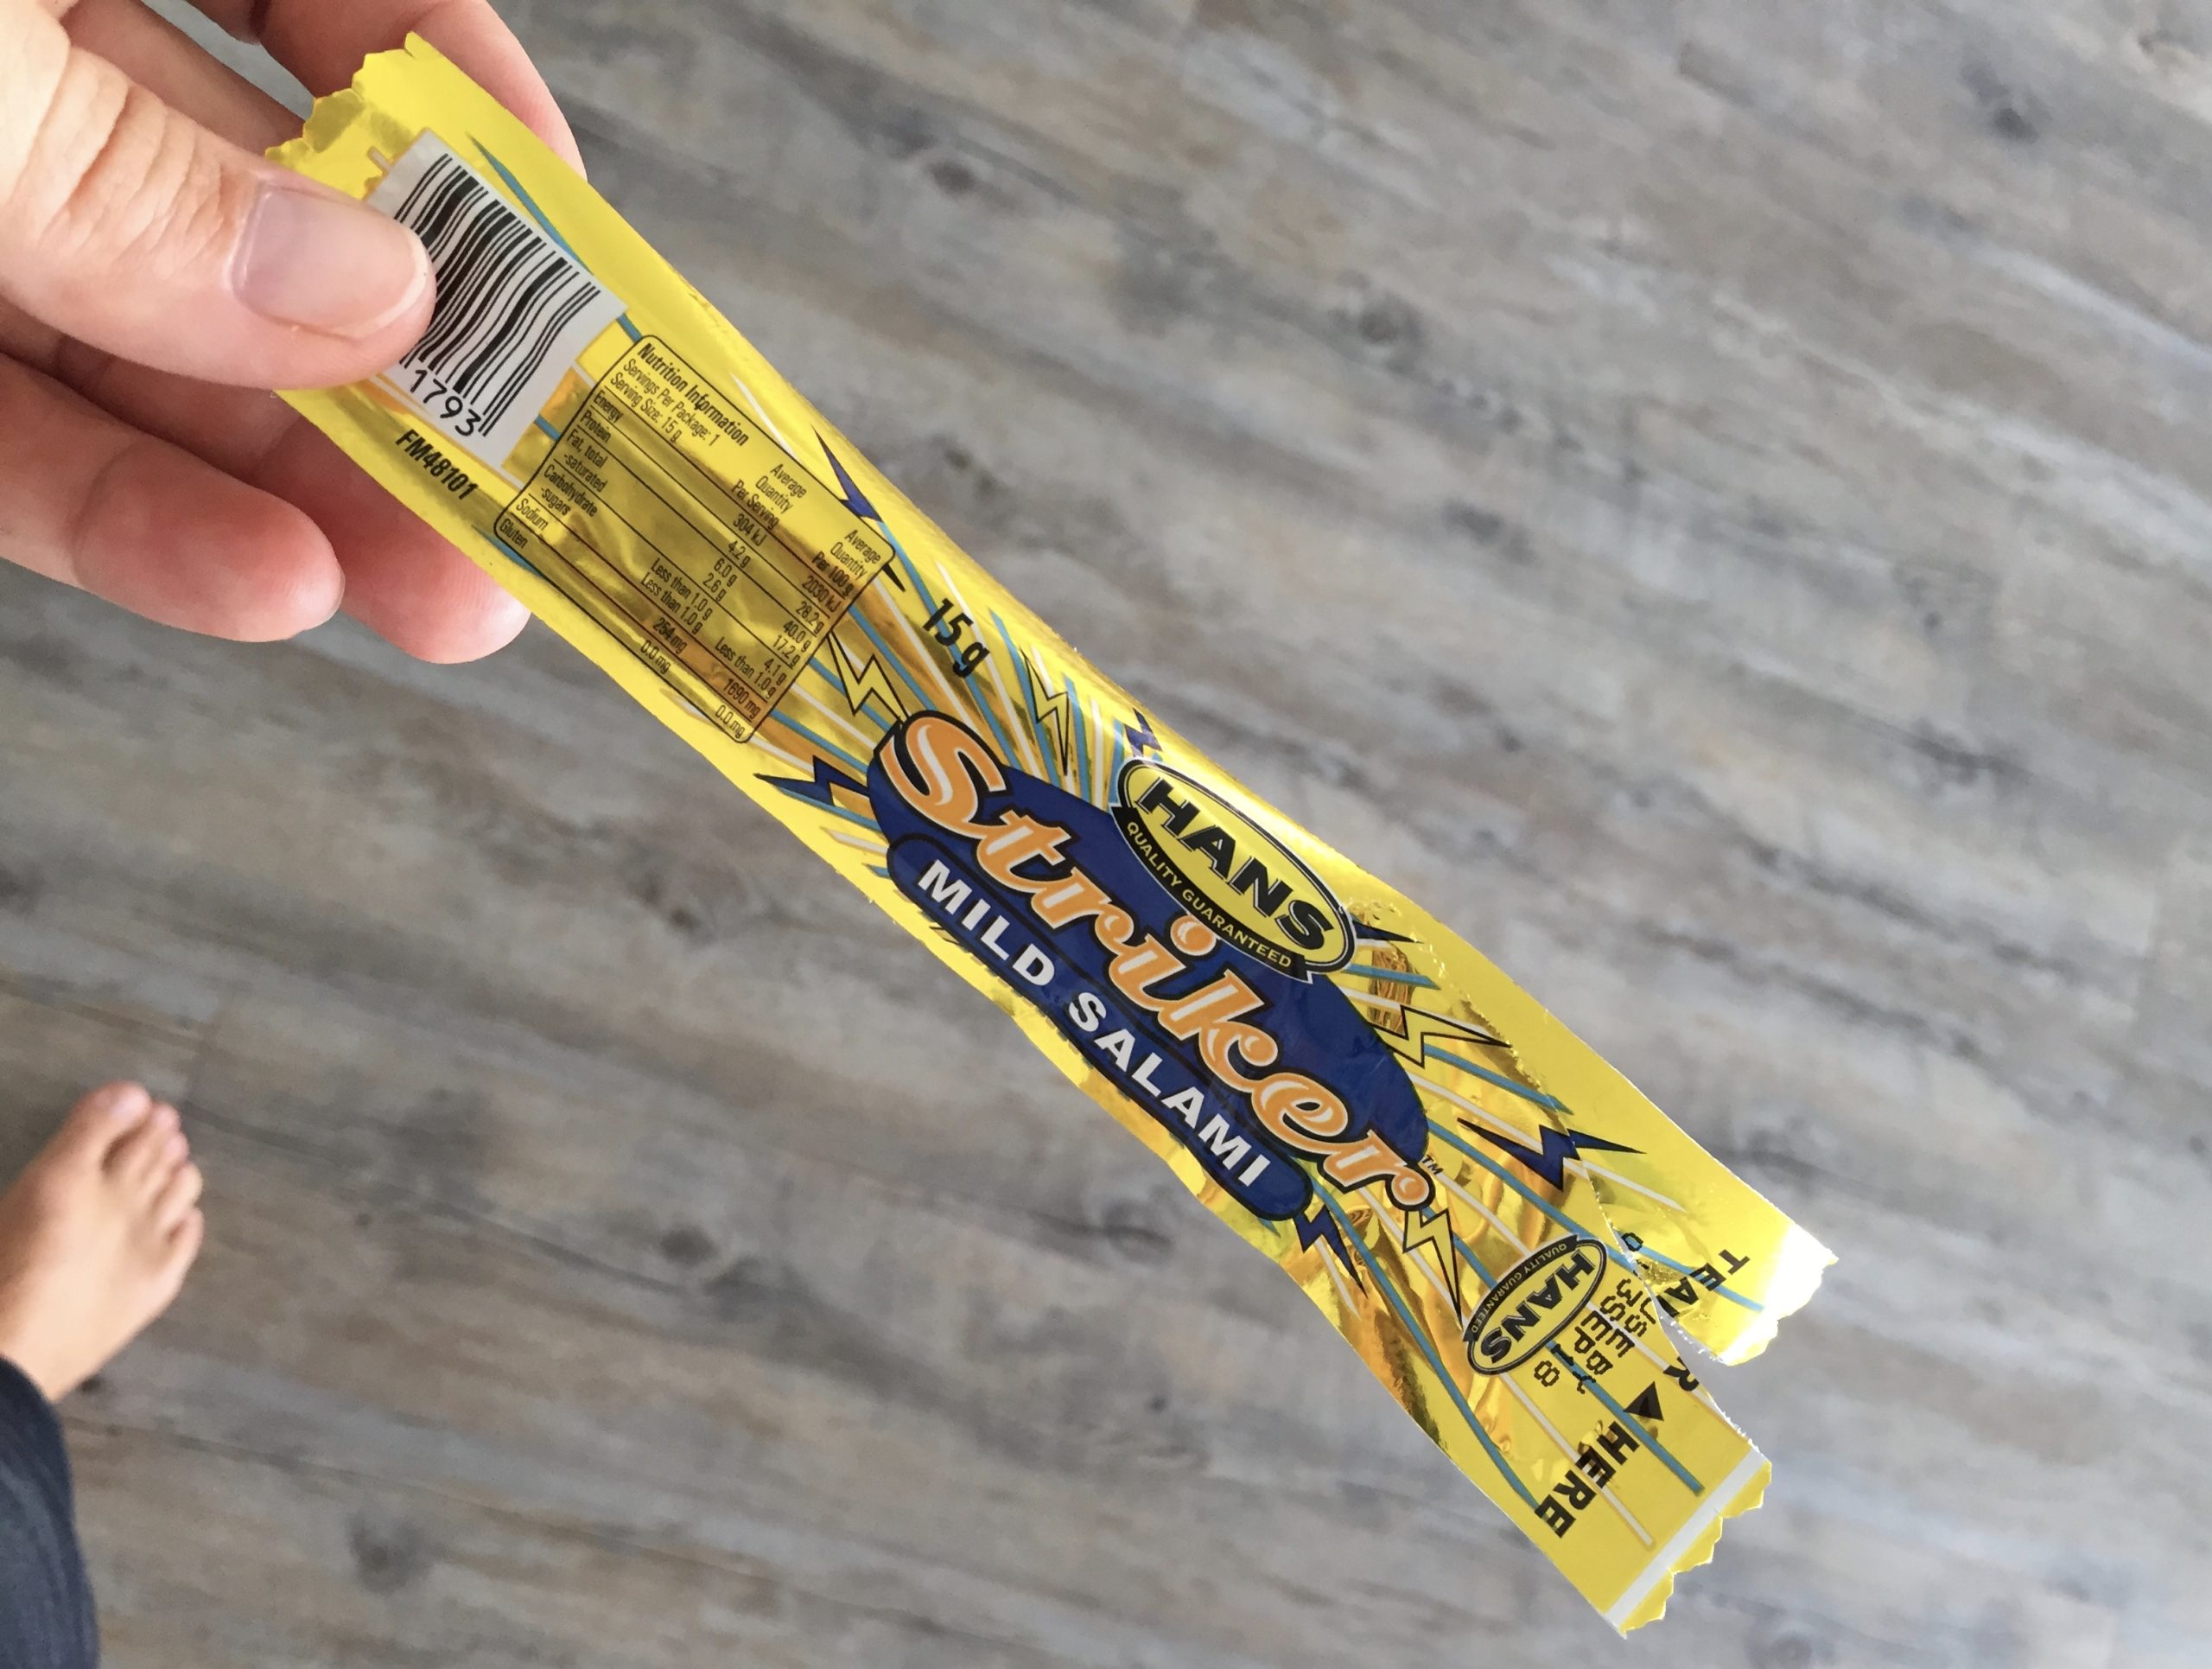 1793
FM48101
Nutrition Information
Servings Per Package: 1
Serving Size: 15 g
Average Quantity Per Serving
Average Quantity Per 100 g
Energy 304 kJ 2030 kJ
Protein 4.2 g 28.2 g
Fat, total 6.0 g 40.0 g
-saturated 2.6 g 17.2 g
Carbohydrate Less than 1.0 g 4.1 g
-sugars Less than 1.0 g Less than 1.0 g
Sodium 254 mg 1690 mg
Gluten 0.0 mg 0.0 mg
15 g
HANS
QUALITY GUARANTEED
Striker™
MILD SALAMI
HANS
QUALITY GUARANTEED
USE BY
SEP18
TEAR
HERE